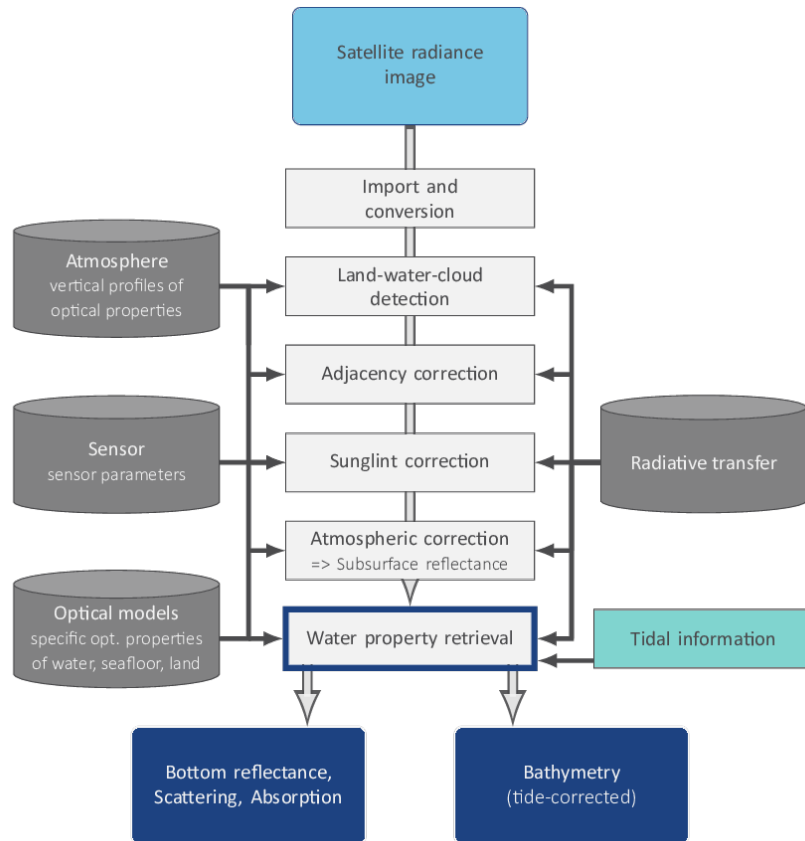 Satellite radiance
image
Import and
conversion
Atmosphere
vertical profiles of
optical properties
Land-water-cloud
detection
Adjacency correction
Sensor
sensor parameters
Sunglint correction
Radiative transfer
Atmospheric correction
=> Subsurface reflectance
Optical models
specific opt. properties
of water, seafloor, land
Water property retrieval
Tidal information
Bottom reflectance,
Scattering, Absorption
Bathymetry
(tide-corrected)